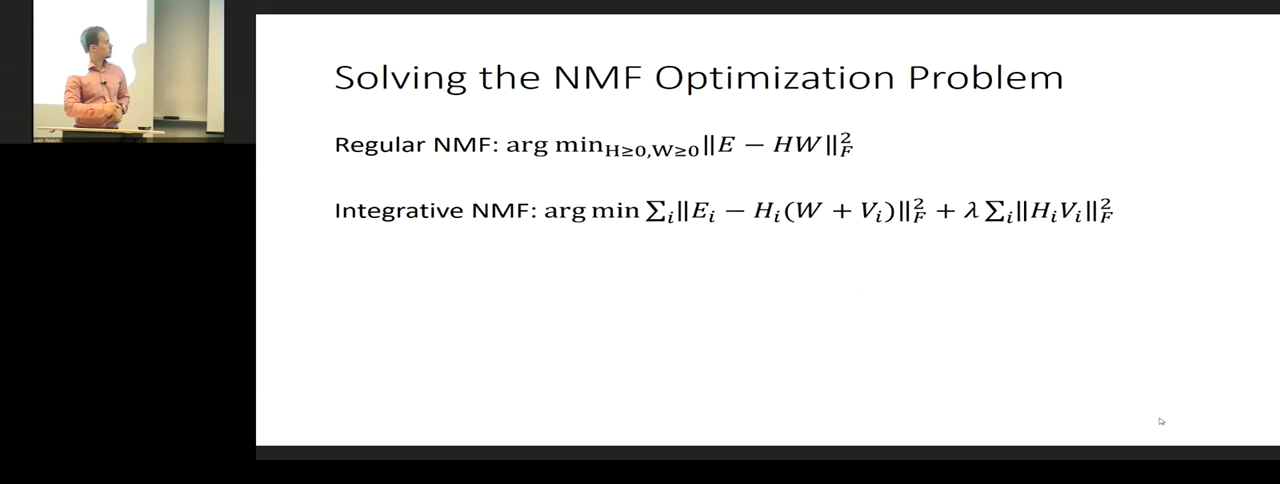 Solving the NMF Optimization Problem
Regular NMF: arg min_{H≥0,W≥0}‖E − HW‖²_F
Integrative NMF: arg min ∑_i‖E_i − H_i(W + V_i)‖²_F + λ ∑_i‖H_iV_i‖²_F